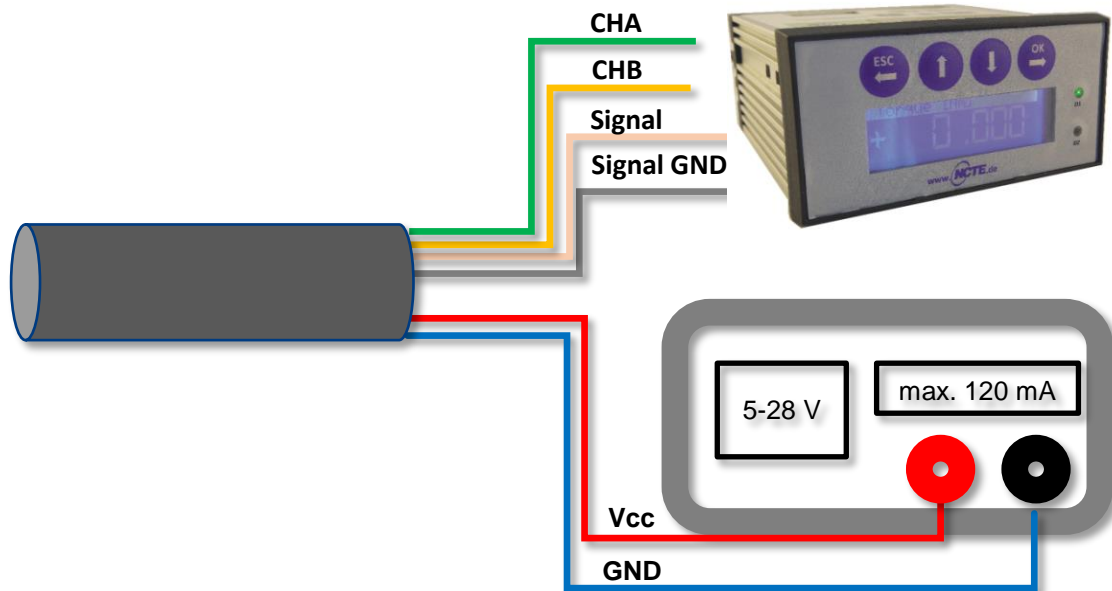 CHA
CHB
Signal
Signal GND
ESC
OK
0.000
www.NCTE.de
5-28 V
max. 120 mA
Vcc
GND